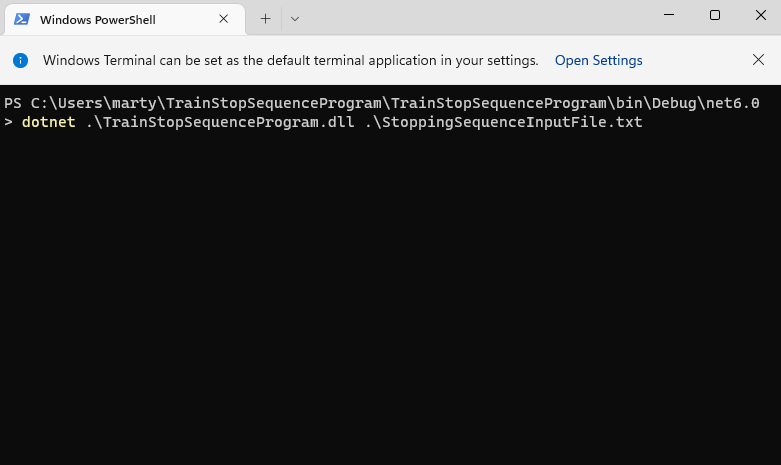 Windows PowerShell
Windows Terminal can be set as the default terminal application in your settings. Open Settings
PS C:\Users\marty\TrainStopSequenceProgram\TrainStopSequenceProgram\bin\Debug\net6.0
> dotnet .\TrainStopSequenceProgram.dll .\StoppingSequenceInputFile.txt